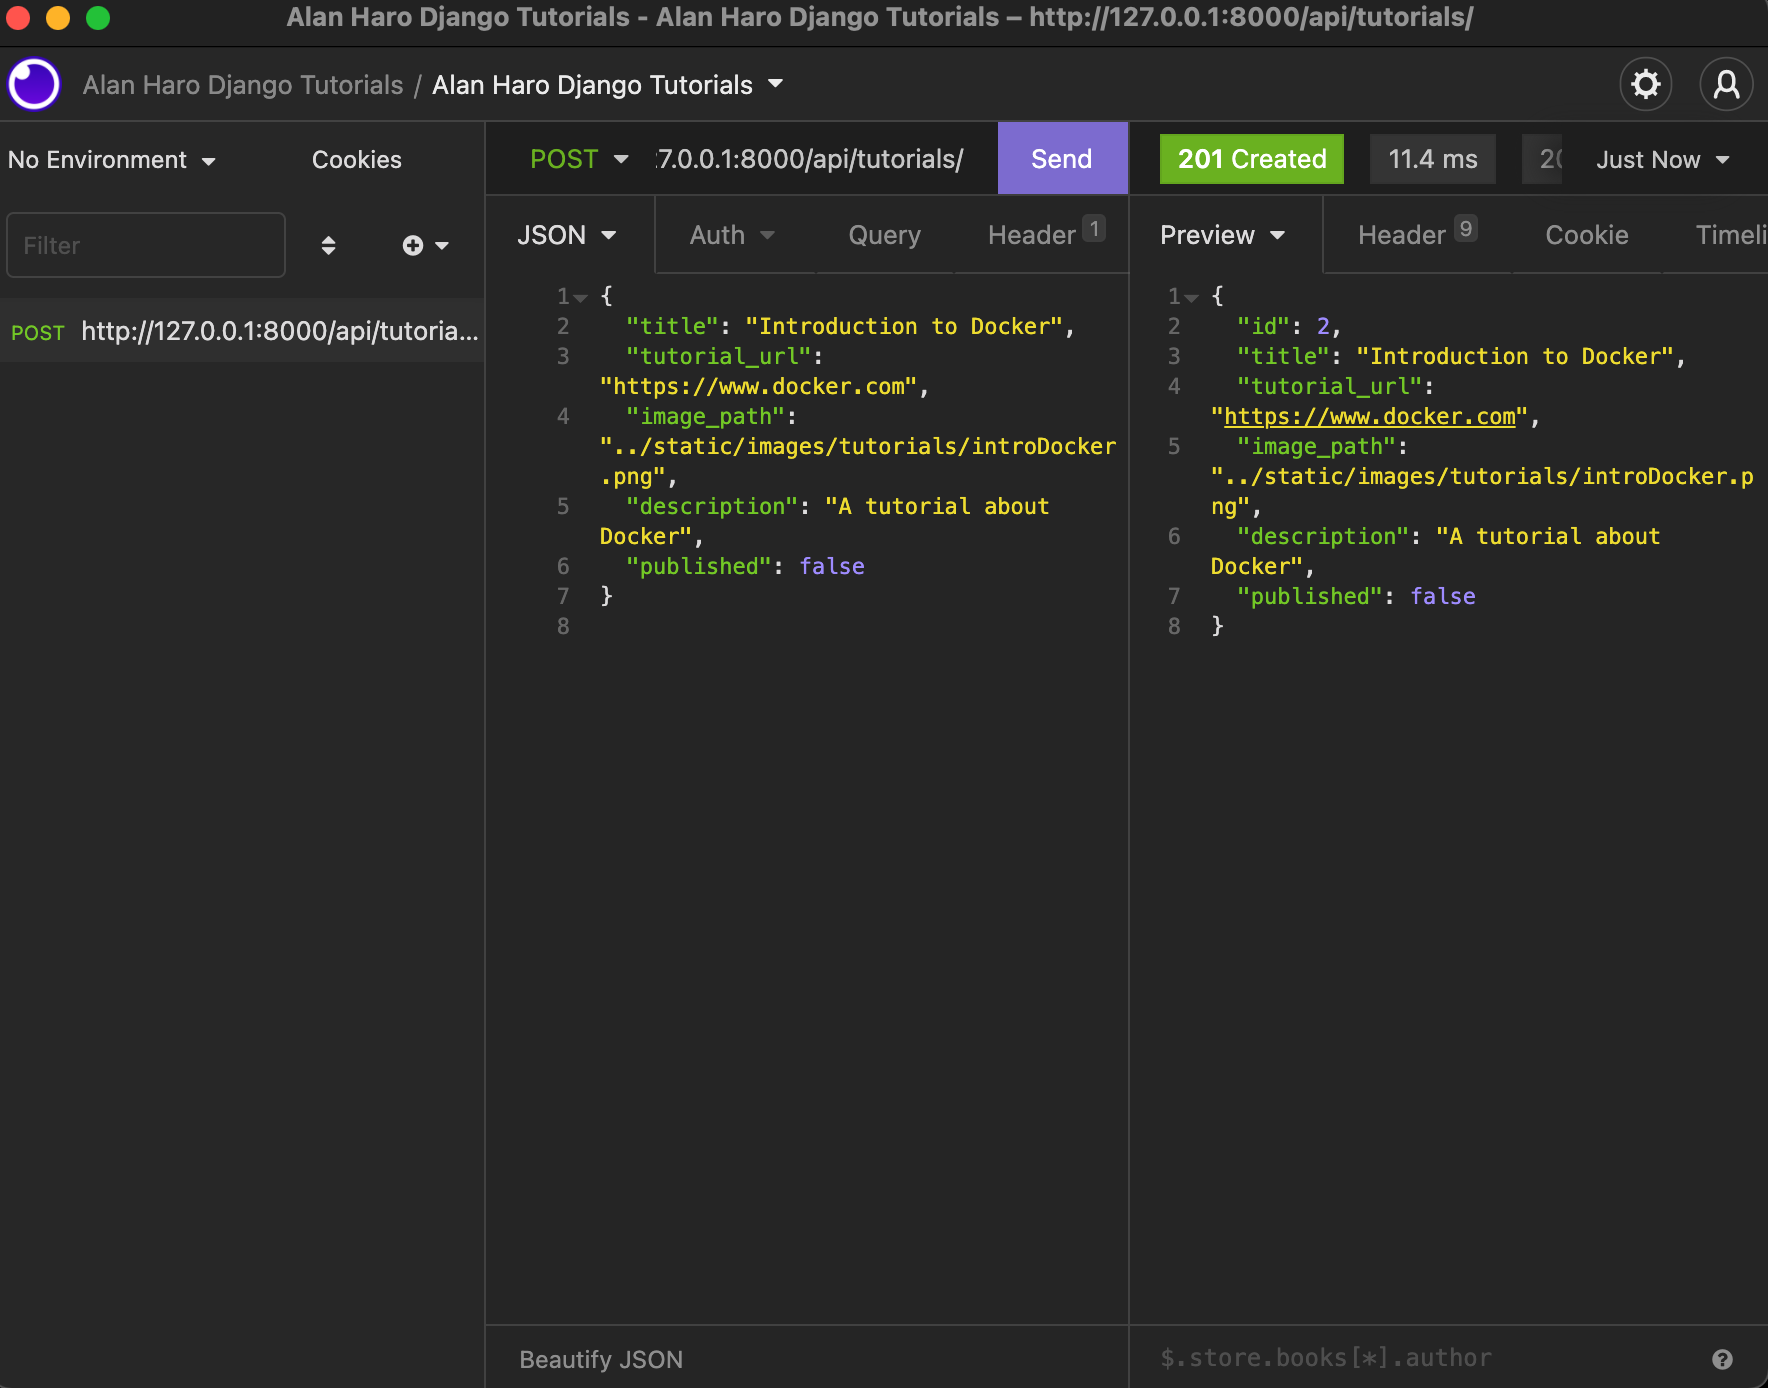 Alan Haro Django Tutorials - Alan Haro Django Tutorials – http://127.0.0.1:8000/api/tutorials/
Alan Haro Django Tutorials / Alan Haro Django Tutorials
No Environment
Cookies
Filter
POST http://127.0.0.1:8000/api/tutoria...
POST :7.0.0.1:8000/api/tutorials/ Send
JSON Auth Query Header 1
1 {
2 "title": "Introduction to Docker",
3 "tutorial_url":
"https://www.docker.com",
4 "image_path":
"../static/images/tutorials/introDocker
.png",
5 "description": "A tutorial about
Docker",
6 "published": false
7 }
8
Beautify JSON
201 Created 11.4 ms 20 Just Now
Preview Header 9 Cookie Timeli
1 {
2 "id": 2,
3 "title": "Introduction to Docker",
4 "tutorial_url":
"https://www.docker.com",
5 "image_path":
"../static/images/tutorials/introDocker.p
ng",
6 "description": "A tutorial about
Docker",
7 "published": false
8 }
$.store.books[*].author